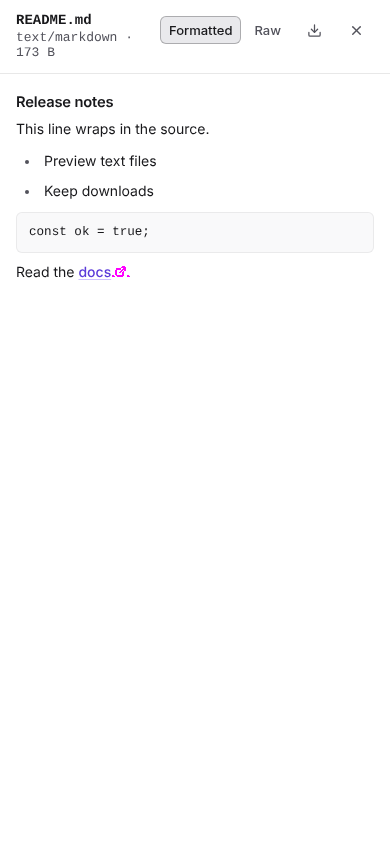 README.md
text/markdown ·
173 B
Formatted
Raw
Release notes
This line wraps in the source.
• Preview text files
• Keep downloads
const ok = true;
Read the docs.